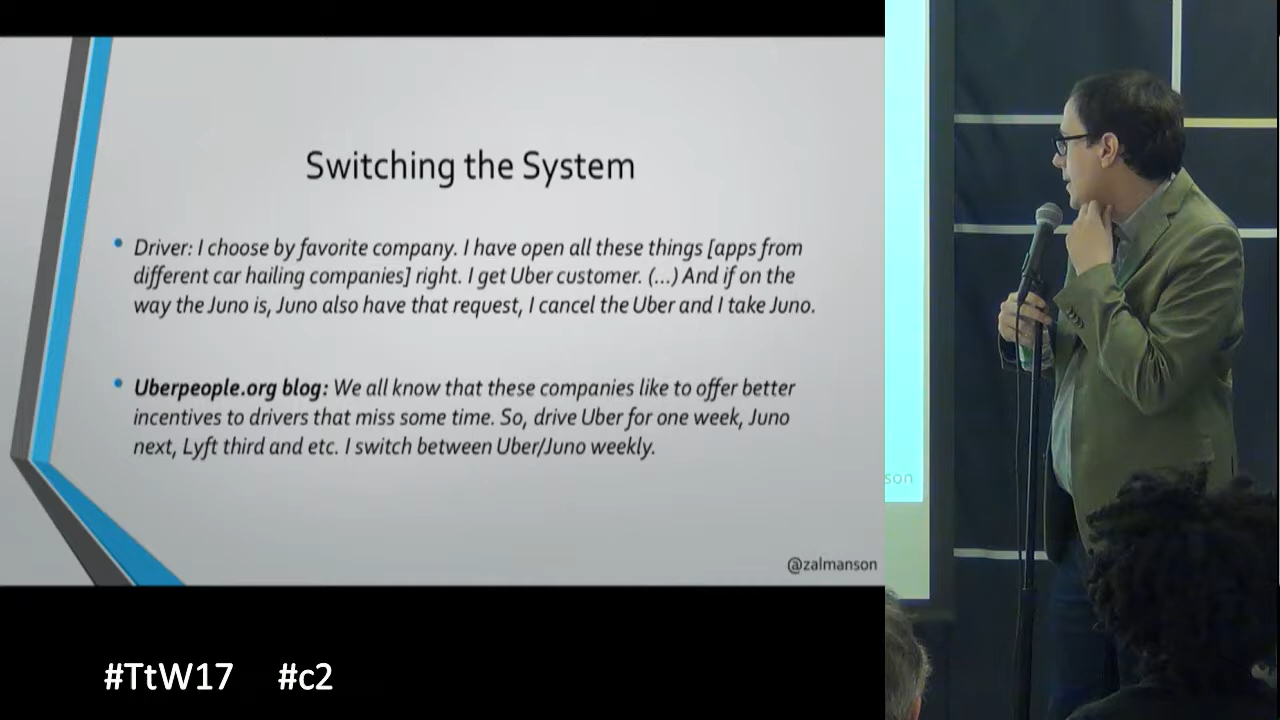 Switching the System
• Driver: I choose by favorite company. I have open all these things [apps from
different car hailing companies] right. I get Uber customer. (...) And if on the
way the Juno is, Juno also have that request, I cancel the Uber and I take Juno.
• Uberpeople.org blog: We all know that these companies like to offer better
incentives to drivers that miss some time. So, drive Uber for one week, Juno
next, Lyft third and etc. I switch between Uber/Juno weekly.
@zalmanson
son
#TtW17 #c2